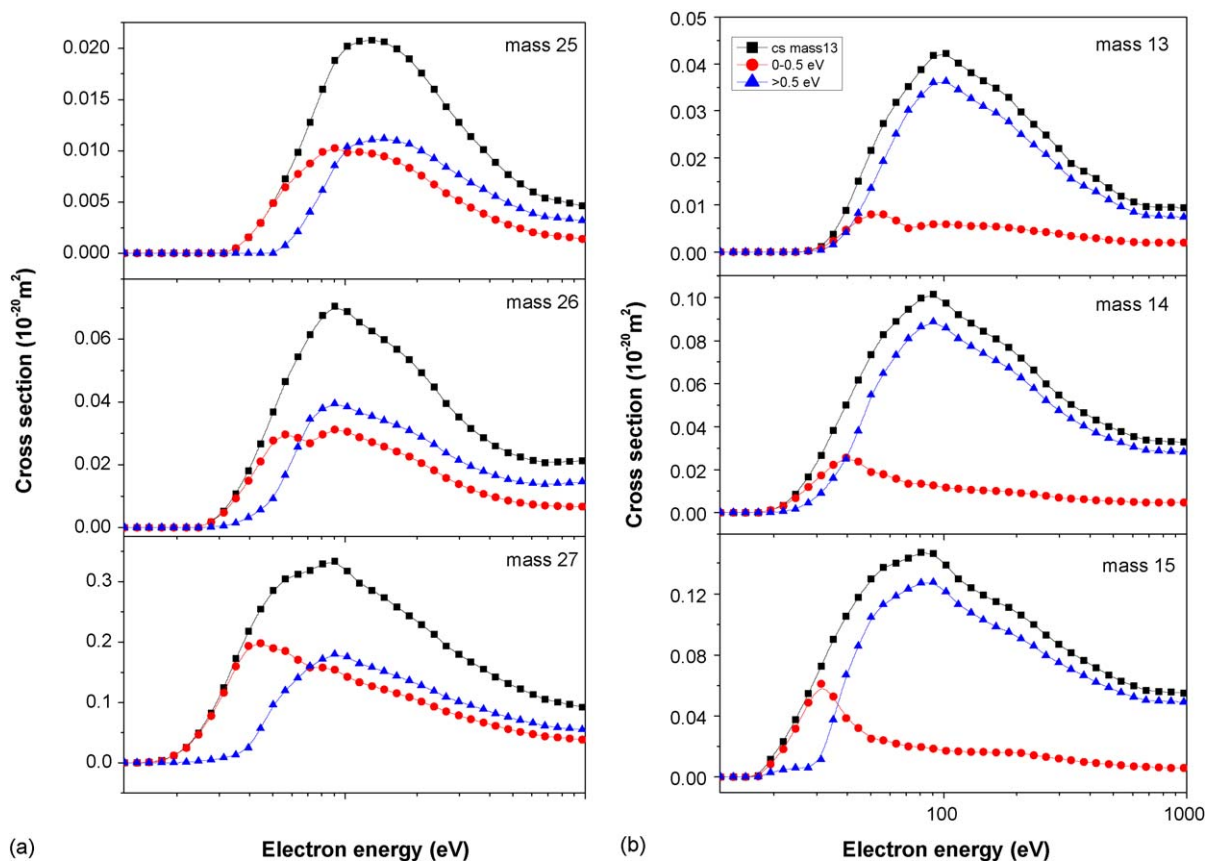 mass 25
0.020
0.015
0.010
0.005
0.000
mass 26
0.06
0.04
0.02
0.00
mass 27
0.3
0.2
0.1
0.0
Cross section (10-20m2)
Electron energy (eV)
(a)
mass 13
cs mass13
0-0.5 eV
>0.5 eV
0.05
0.04
0.03
0.02
0.01
0.00
mass 14
0.10
0.08
0.06
0.04
0.02
0.00
mass 15
0.12
0.08
0.04
0.00
100
1000
Cross section (10-20m2)
Electron energy (eV)
(b)